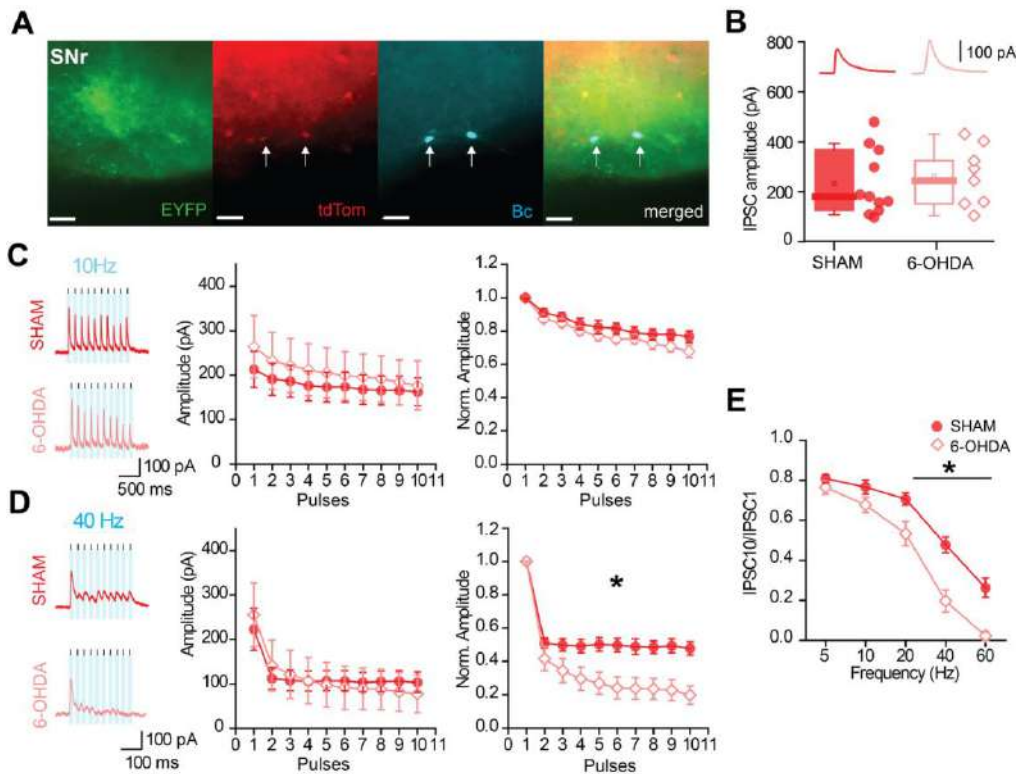 A
SNr
EYFP
tdTom
Bc
merged
B
IPSC amplitude (pA)
800
600
400
200
0
100 pA
SHAM
6-OHDA
C
10Hz
SHAM
6-OHDA
100 pA
500 ms
Amplitude (pA)
400
300
200
100
0
0 1 2 3 4 5 6 7 8 9 10 11
Pulses
Norm. Amplitude
1.2
1.0
0.8
0.6
0.4
0.2
0.0
0 1 2 3 4 5 6 7 8 9 10 11
Pulses
D
40 Hz
SHAM
6-OHDA
100 pA
100 ms
Amplitude (pA)
400
300
200
100
0
0 1 2 3 4 5 6 7 8 9 10 11
Pulses
Norm. Amplitude
1.2
1.0
0.8
0.6
0.4
0.2
0.0
*
0 1 2 3 4 5 6 7 8 9 10 11
Pulses
E
SHAM
6-OHDA
*
IPSC10/IPSC1
1.0
0.8
0.6
0.4
0.2
0.0
5 10 20 40 60
Frequency (Hz)